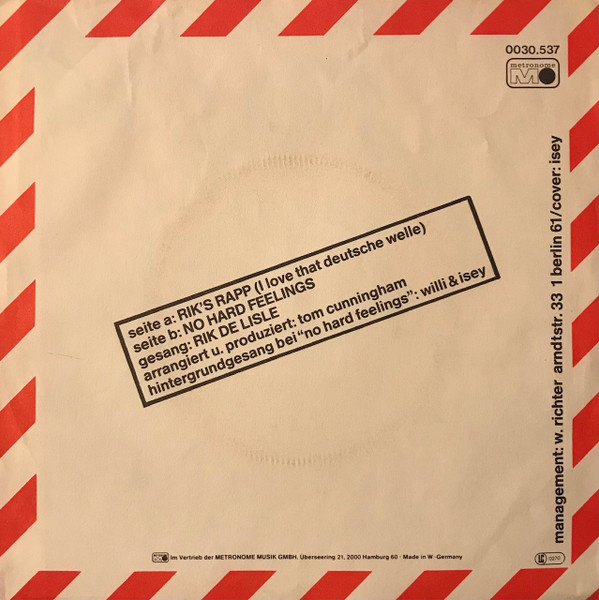 0030.537
metronome
M
seite a: RIK'S RAPP (I love that deutsche welle)
seite b: NO HARD FEELINGS
gesang: RIK DE LISLE
arrangiert u. produziert: tom cunningham
hintergrundgesang bei "no hard feelings": willi & isey
management: w. richter arndtstr. 33 1 berlin 61/cover: isey
Im Vertrieb der METRONOME MUSIK GMBH, Überseering 21, 2000 Hamburg 60 · Made in W.-Germany